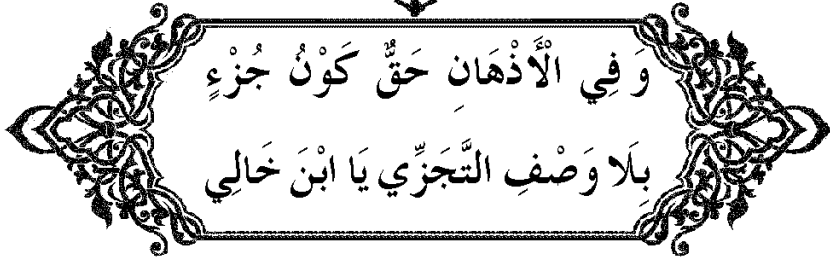 وَ فِي الْأَذْهَانِ حَقٌّ كَوْنُ جُزْءٍ
بِلَا وَصْفِ التَّجَزِّي يَا ابْنَ خَالِي